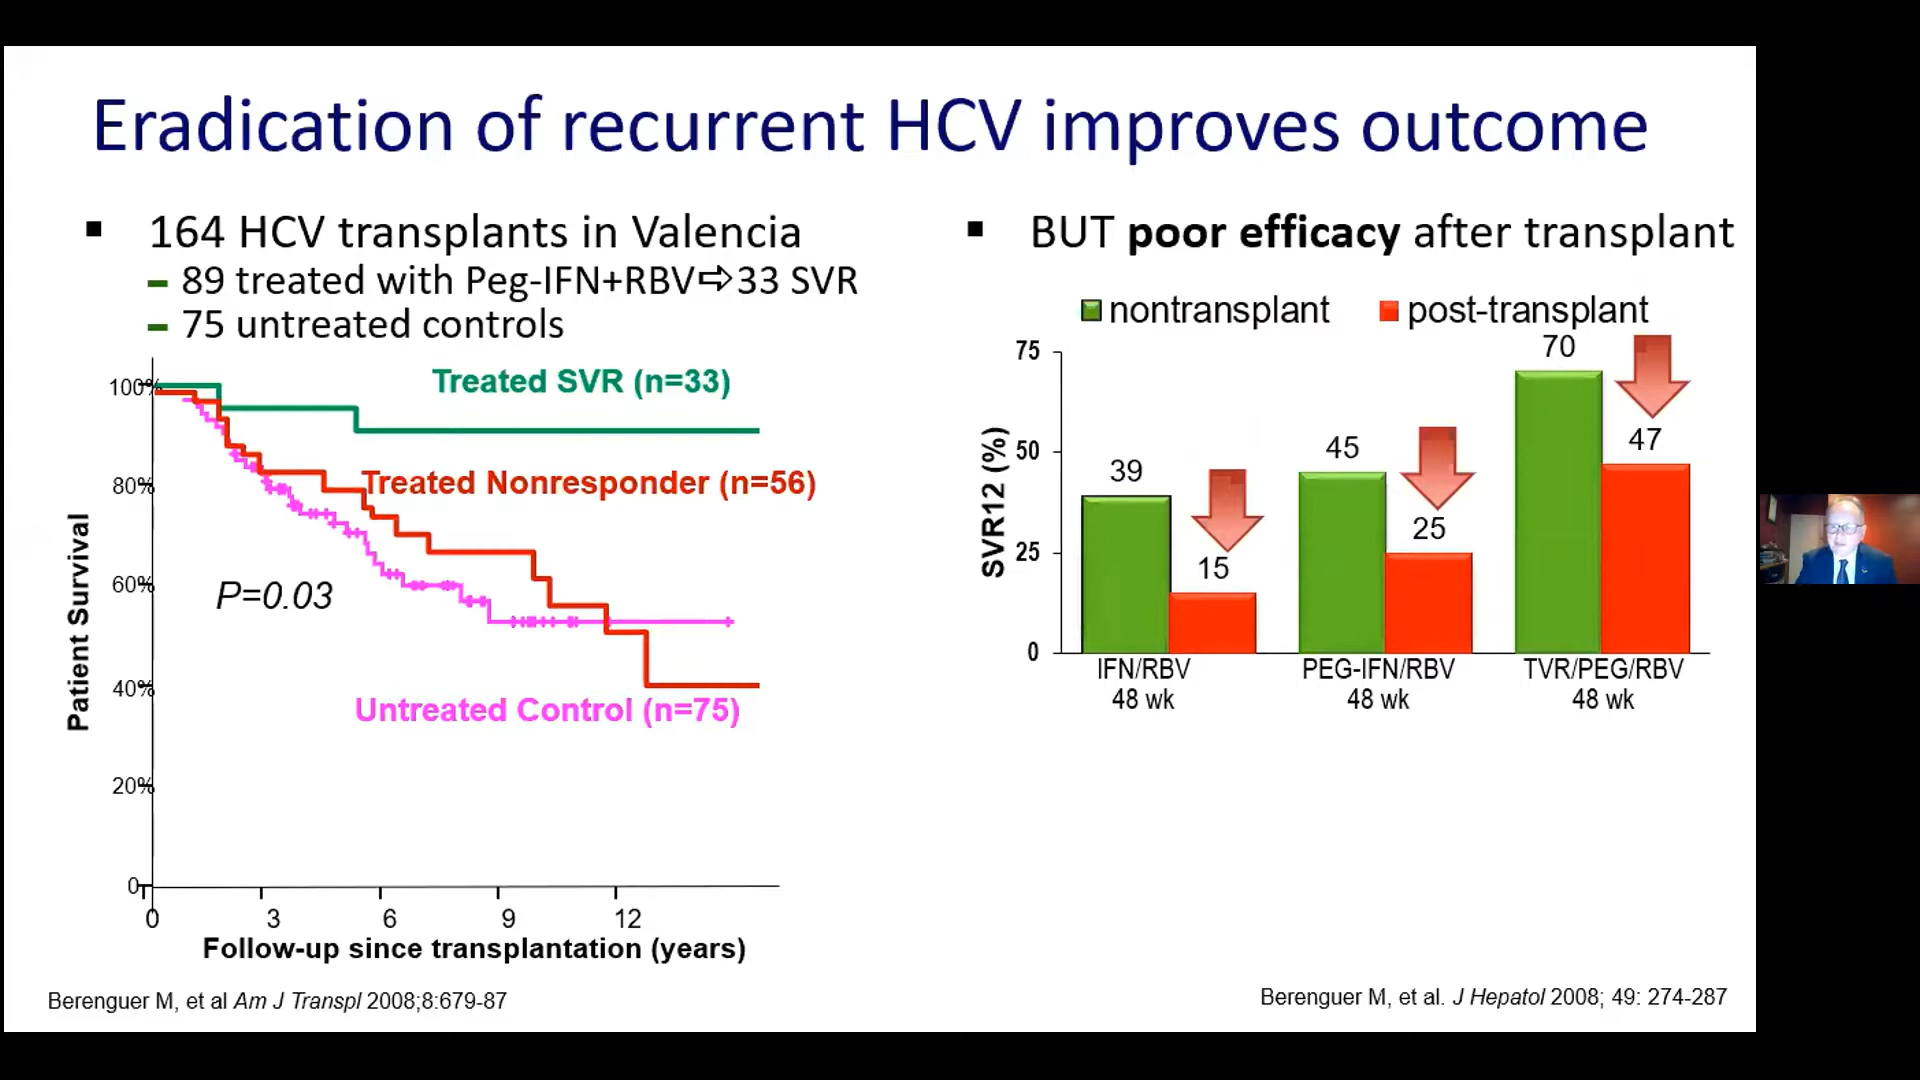 Eradication of recurrent HCV improves outcome
164 HCV transplants in Valencia
89 treated with Peg-IFN+RBV⇨33 SVR
75 untreated controls
Treated SVR (n=33)
Treated Nonresponder (n=56)
P=0.03
Untreated Control (n=75)
Patient Survival
100%
80%
60%
40%
20%
0
0 3 6 9 12
Follow-up since transplantation (years)
Berenguer M, et al Am J Transpl 2008;8:679-87
BUT poor efficacy after transplant
nontransplant post-transplant
SVR12 (%)
75
50
25
0
39 15 45 25 70 47
IFN/RBV PEG-IFN/RBV TVR/PEG/RBV
48 wk 48 wk 48 wk
Berenguer M, et al. J Hepatol 2008; 49: 274-287